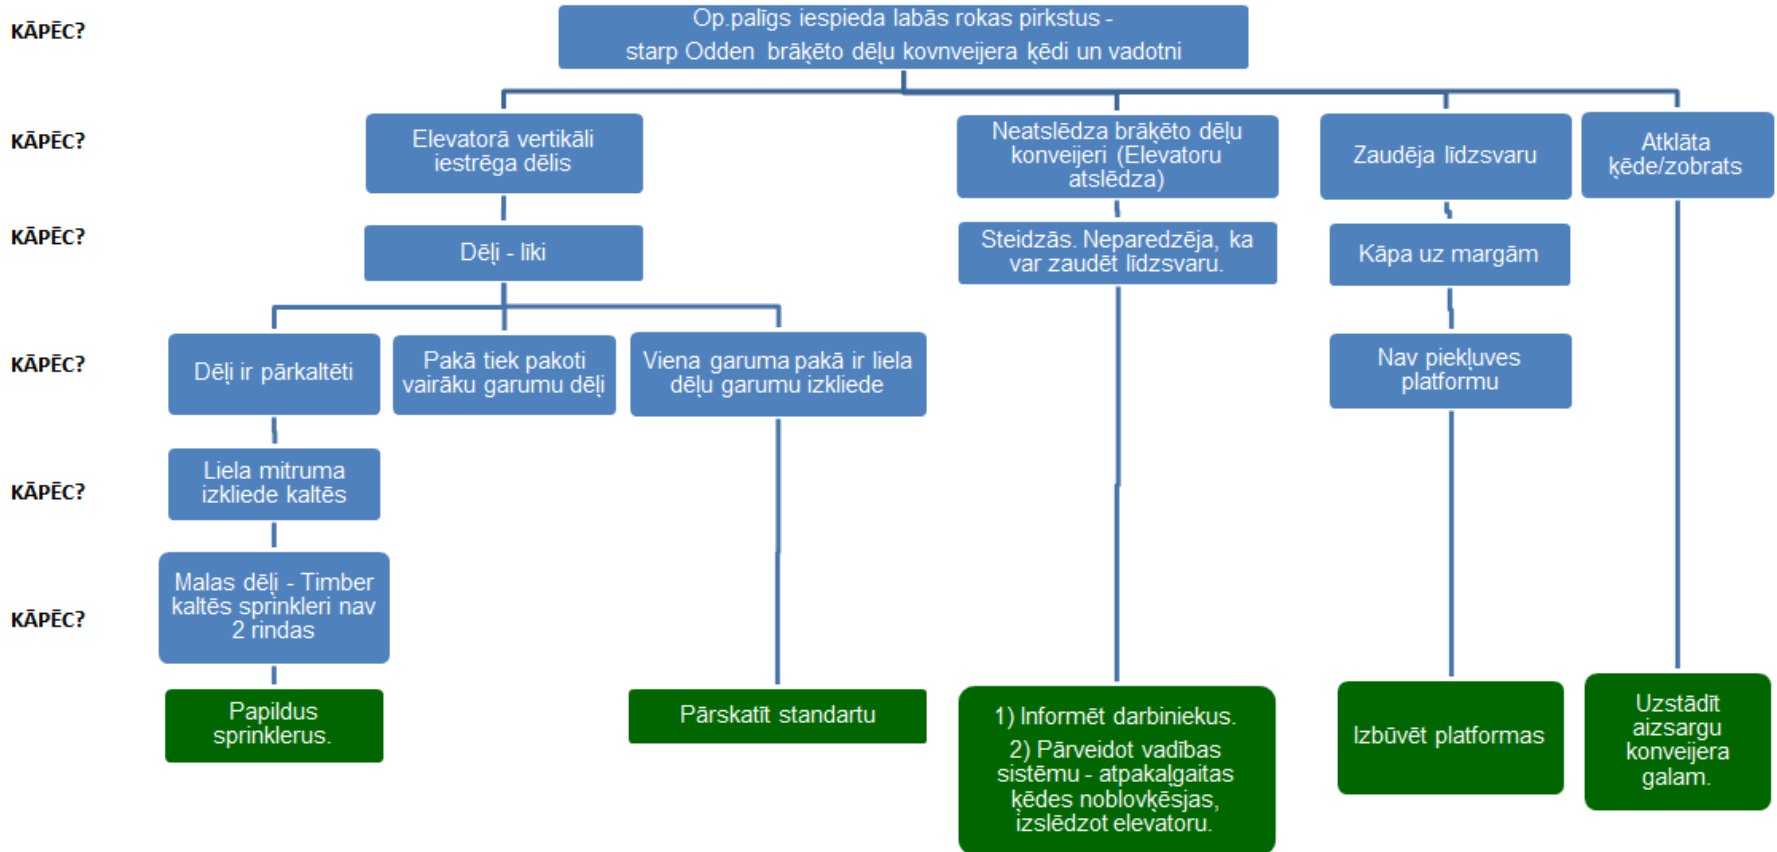 KĀPĒC?
Op.palīgs iespieda labās rokas pirkstus -
starp Odden brāķēto dēļu kovnveijera ķēdi un vadotni
KĀPĒC?
Elevatorā vertikāli
iestrēga dēlis
Neatslēdza brāķēto dēļu
konveijeri (Elevatoru
atslēdza)
Zaudēja līdzsvaru
Atklāta
ķēde/zobrats
KĀPĒC?
Dēļi - līki
Steidzās. Neparedzēja, ka
var zaudēt līdzsvaru.
Kāpa uz margām
KĀPĒC?
Dēļi ir pārkaltēti
Pakā tiek pakoti
vairāku garumu dēļi
Viena garuma pakā ir liela
dēļu garumu izkliede
Nav piekļuves
platformu
KĀPĒC?
Liela mitruma
izkliede kaltēs
KĀPĒC?
Malas dēļi - Timber
kaltēs sprinkleri nav
2 rindas
Papildus
sprinklerus.
Pārskatīt standartu
1) Informēt darbiniekus.
2) Pārveidot vadības
sistēmu - atpakaļgaitas
ķēdes noblovķēsjas,
izslēdzot elevatoru.
Izbūvēt platformas
Uzstādīt
aizsargu
konveijera
galam.